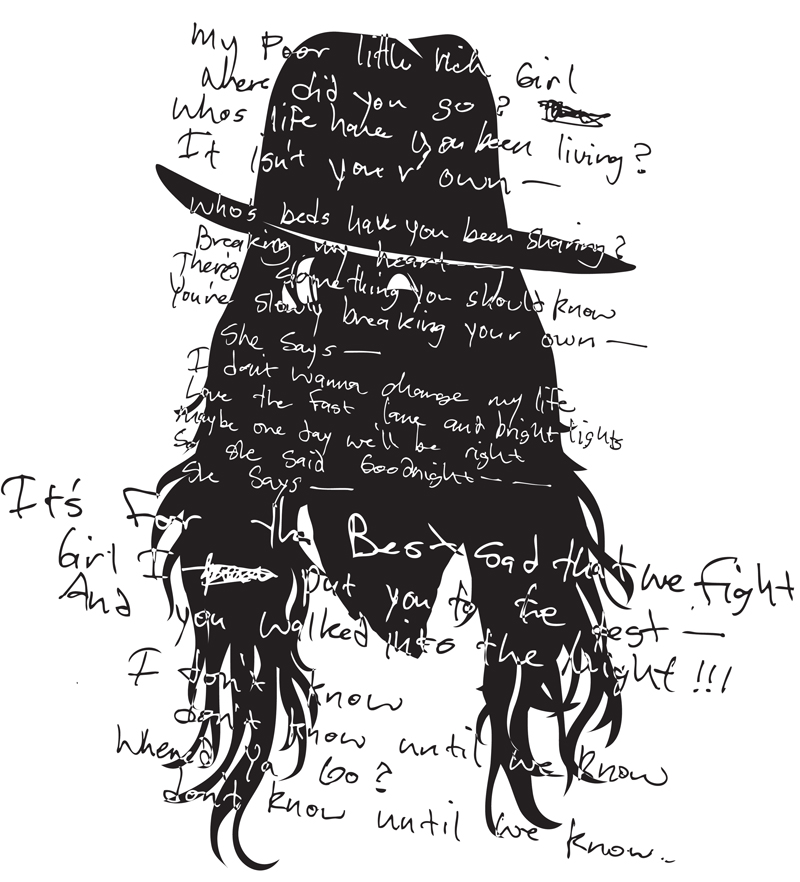 My Poor little rich Girl
Where did you go?
Whos life have you been living?
It isn't your own —
Who's beds have you been sharing?
Breaking my heart —
There's something you should know
You're slowly breaking your own —
She Says —
I don't wanna change my life
Love the fast lane and bright lights
Maybe one day we'll be right
So she said Goodnight — —
She Says —
It's For the Best sad that we fight
Girl I put you to the test —
And you walked into the night!!!
I don't know
don't know until we know
When'd ya Go?
don't know until we know..